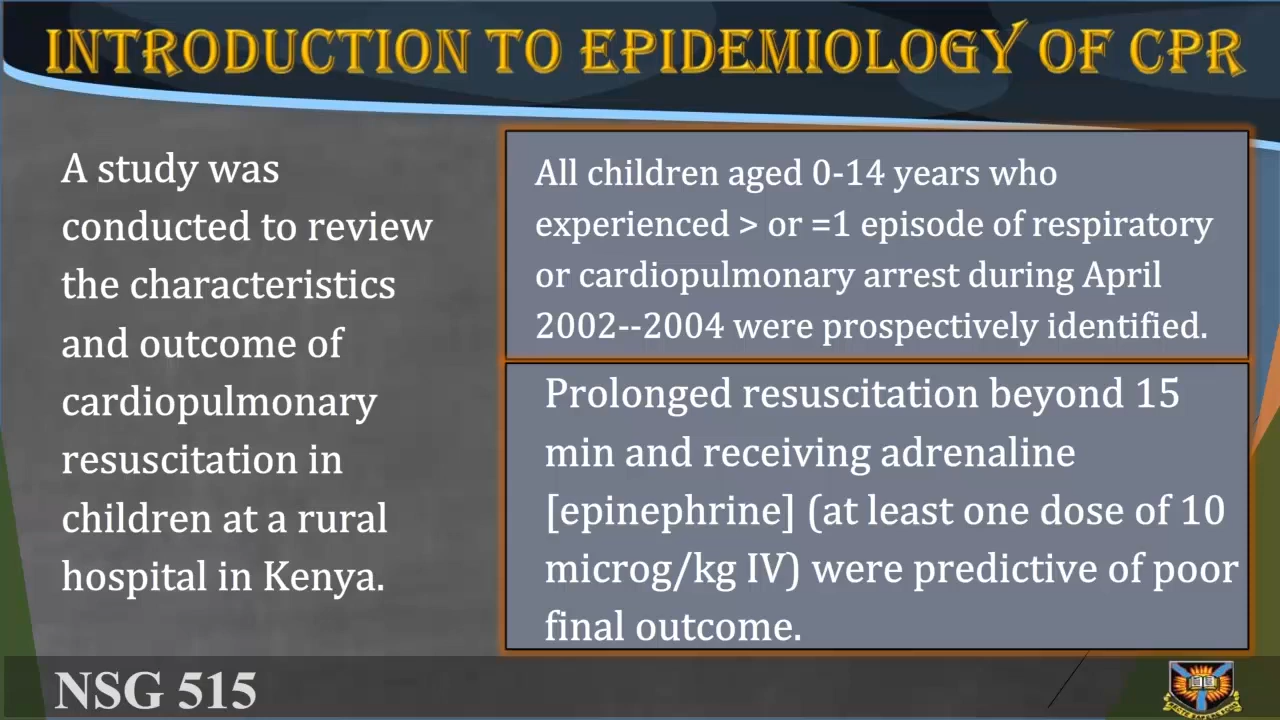 INTRODUCTION TO EPIDEMIOLOGY OF CPR
A study was
conducted to review
the characteristics
and outcome of
cardiopulmonary
resuscitation in
children at a rural
hospital in Kenya.
All children aged 0-14 years who
experienced > or =1 episode of respiratory
or cardiopulmonary arrest during April
2002--2004 were prospectively identified.
Prolonged resuscitation beyond 15
min and receiving adrenaline
[epinephrine] (at least one dose of 10
microg/kg IV) were predictive of poor
final outcome.
NSG 515